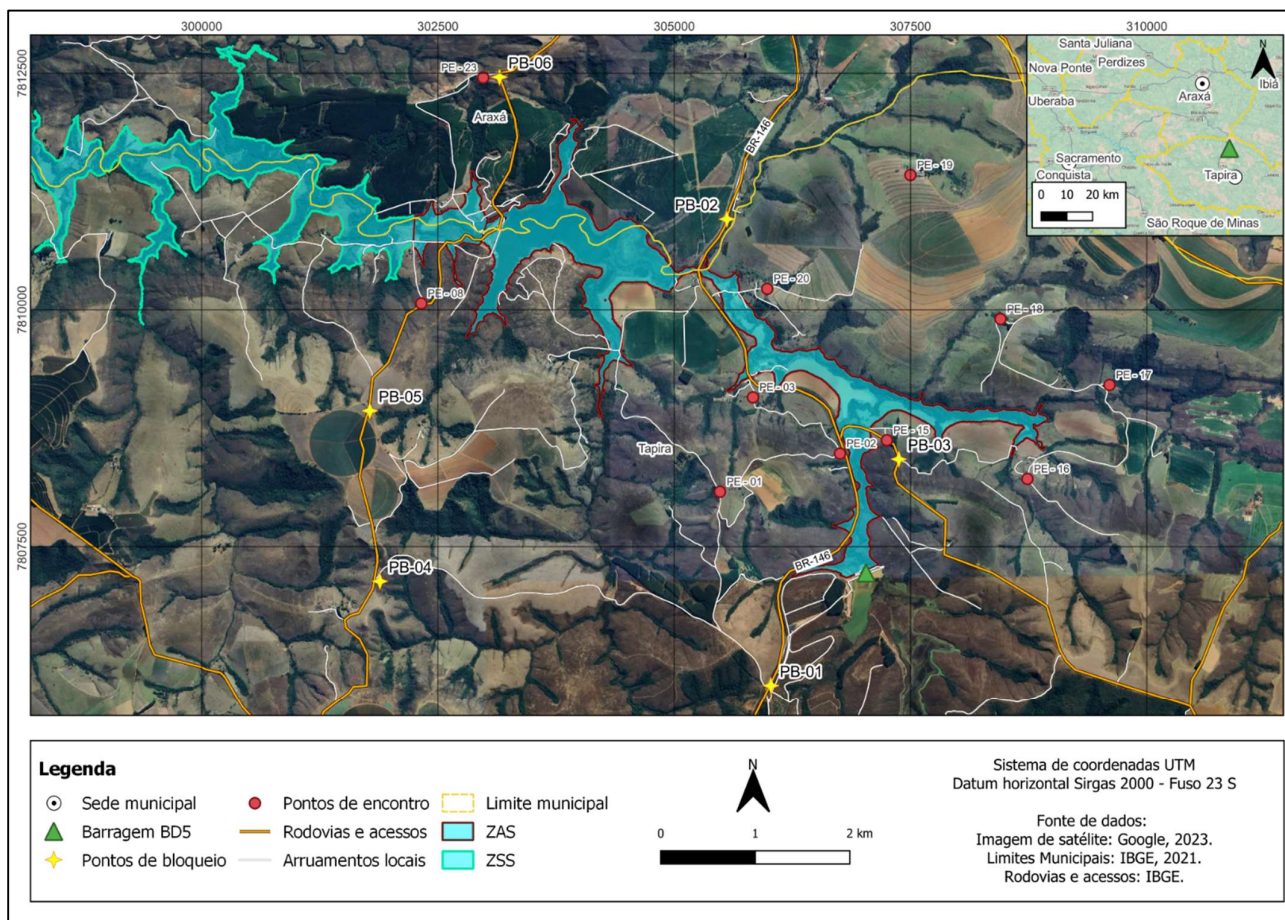 300000
302500
305000
307500
310000
7812500
7810000
7807500
PE - 23
PB-06
Araxá
BR-146
PE - 19
PB-02
PE - 20
PE - 08
PE - 18
PE - 17
PE - 03
PB-05
Tapira
PE - 15
PE - 02
PB-03
PE - 01
PE - 16
BR-146
PB-04
PB-01
Santa Juliana
Perdizes
Nova Ponte
N
Ibiá
Araxá
Uberaba
Sacramento
Conquista
Tapira
0 10 20 km
São Roque de Minas
Legenda
Sede municipal
Barragem BD5
Pontos de bloqueio
Pontos de encontro
Rodovias e acessos
Arruamentos locais
Limite municipal
ZAS
ZSS
N
0 1 2 km
Sistema de coordenadas UTM
Datum horizontal Sirgas 2000 - Fuso 23 S
Fonte de dados:
Imagem de satélite: Google, 2023.
Limites Municipais: IBGE, 2021.
Rodovias e acessos: IBGE.